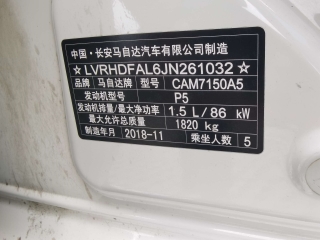 中国·长安马自达汽车有限公司制造
☆LVRHDFAL6JN261032☆
品牌 马自达牌 型号 CAM7150A5
发动机型号 P5
发动机排量/最大净功率 1.5 L/86 kW
最大允许总质量 1820 kg
制造年月 2018-11 乘坐人数 5